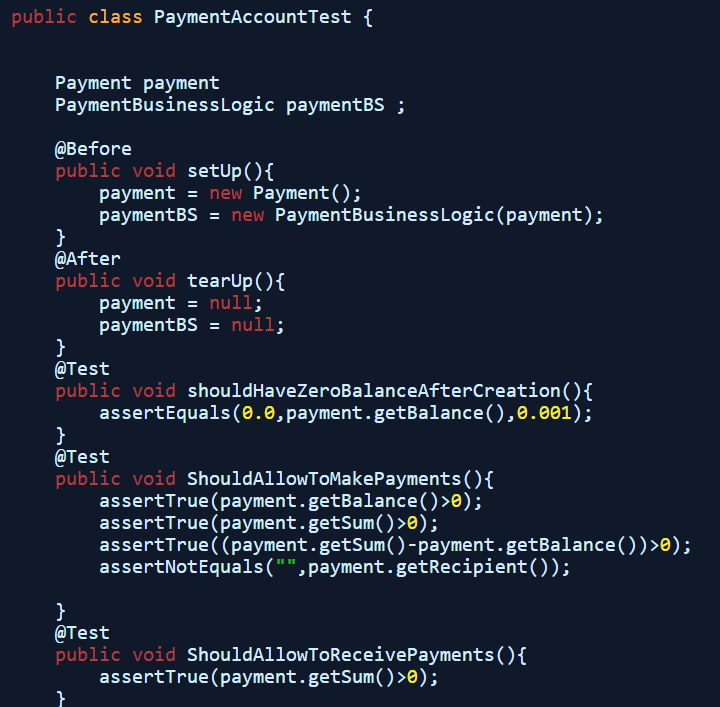 public class PaymentAccountTest {
Payment payment
PaymentBusinessLogic paymentBS ;
@Before
public void setUp(){
payment = new Payment();
paymentBS = new PaymentBusinessLogic(payment);
}
@After
public void tearUp(){
payment = null;
paymentBS = null;
}
@Test
public void shouldHaveZeroBalanceAfterCreation(){
assertEquals(0.0,payment.getBalance(),0.001);
}
@Test
public void ShouldAllowToMakePayments(){
assertTrue(payment.getBalance()>0);
assertTrue(payment.getSum()>0);
assertTrue((payment.getSum()-payment.getBalance())>0);
assertNotEquals("",payment.getRecipient());
}
@Test
public void ShouldAllowToReceivePayments(){
assertTrue(payment.getSum()>0);
}